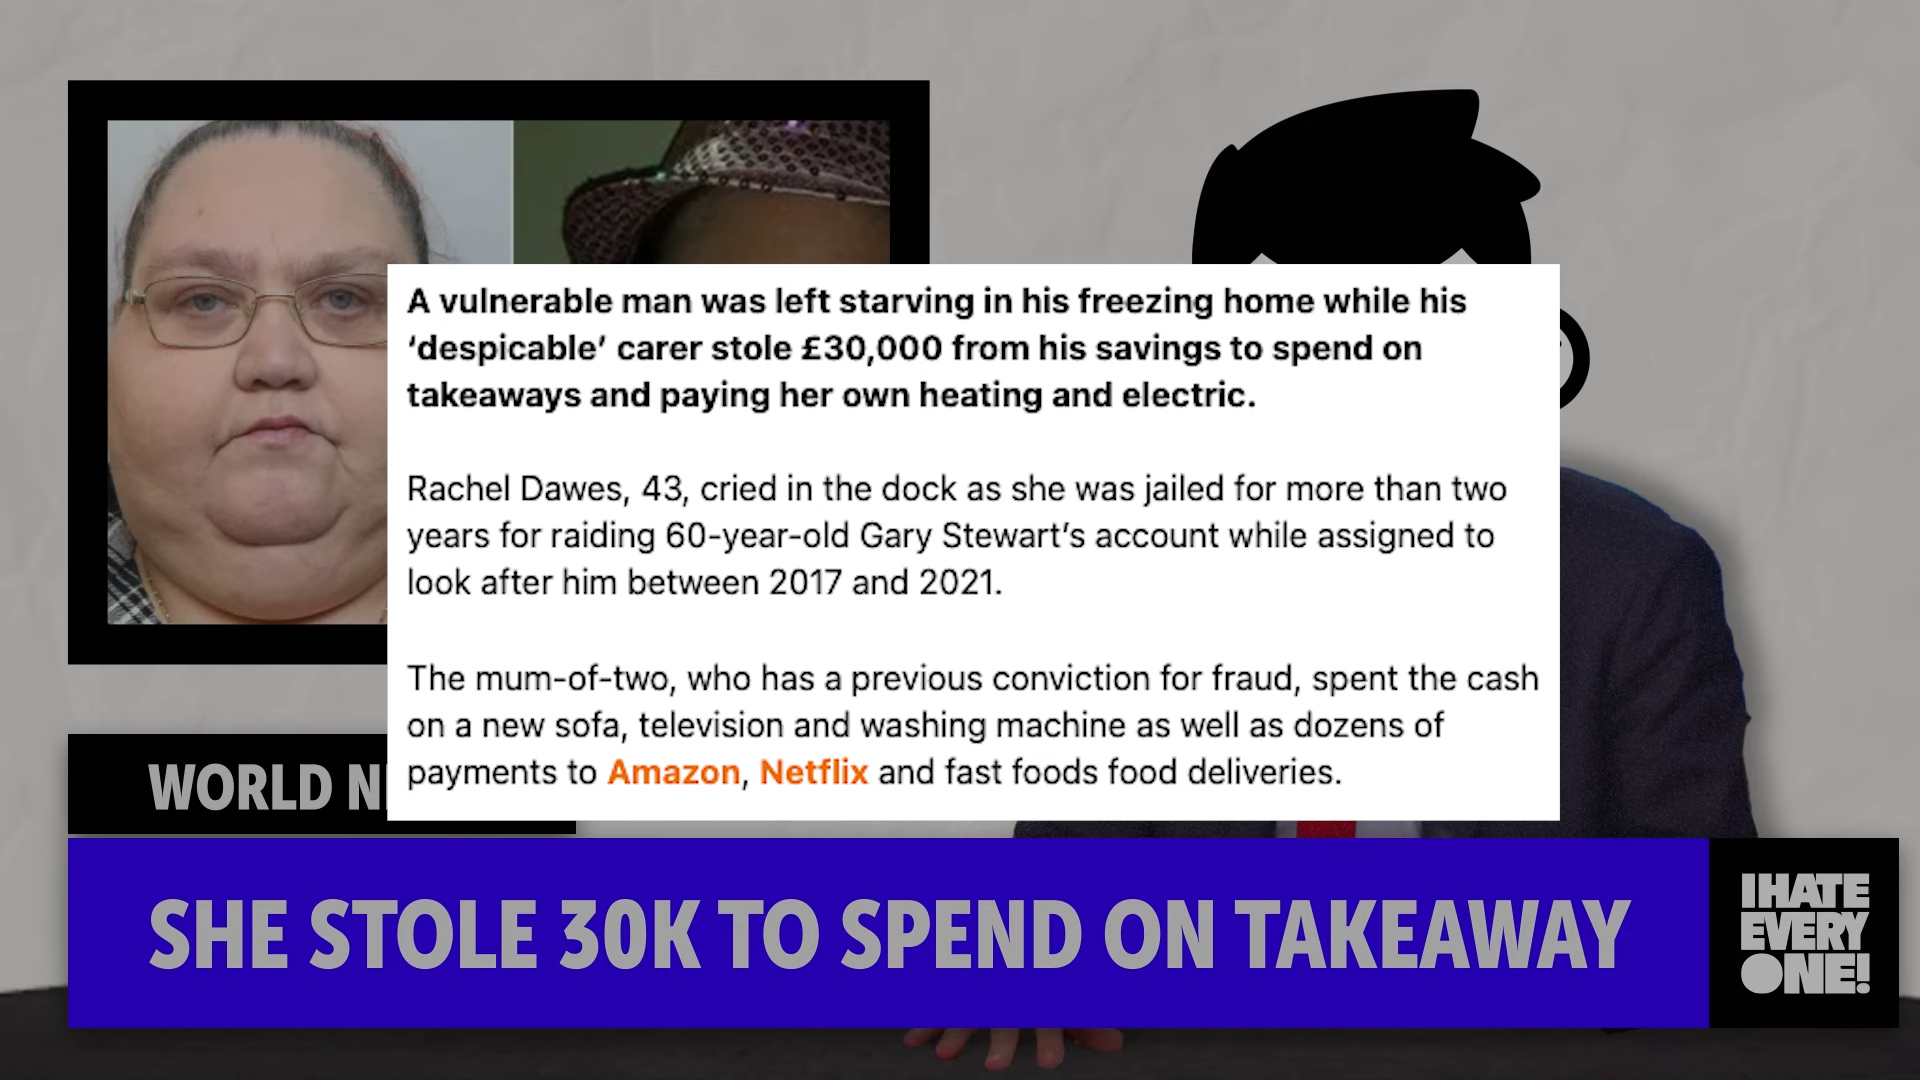 A vulnerable man was left starving in his freezing home while his
‘despicable’ carer stole £30,000 from his savings to spend on
takeaways and paying her own heating and electric.
Rachel Dawes, 43, cried in the dock as she was jailed for more than two
years for raiding 60-year-old Gary Stewart’s account while assigned to
look after him between 2017 and 2021.
The mum-of-two, who has a previous conviction for fraud, spent the cash
on a new sofa, television and washing machine as well as dozens of
payments to Amazon, Netflix and fast foods food deliveries.
WORLD
SHE STOLE 30K TO SPEND ON TAKEAWAY
I HATE
EVERY
ONE!